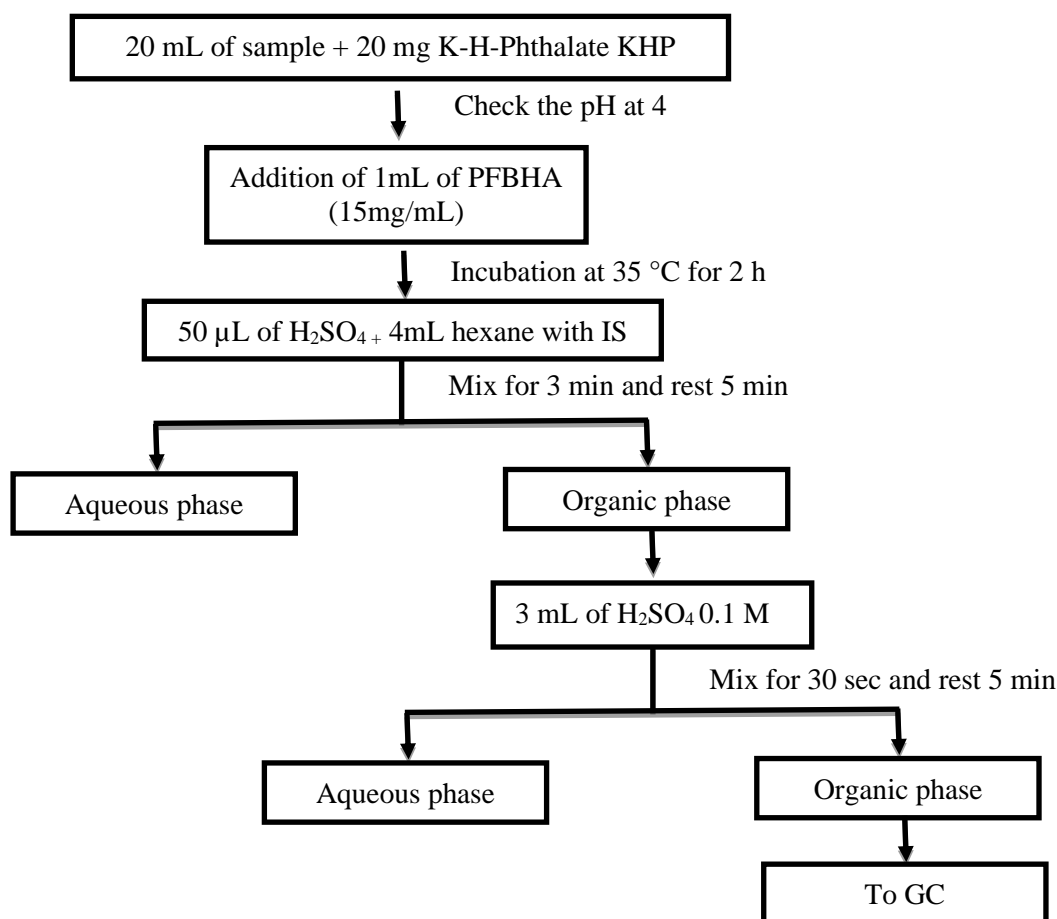 20 mL of sample + 20 mg K-H-Phthalate KHP
Check the pH at 4
Addition of 1mL of PFBHA
(15mg/mL)
Incubation at 35 °C for 2 h
50 µL of H₂SO₄ ₊ 4mL hexane with IS
Mix for 3 min and rest 5 min
Aqueous phase
Organic phase
3 mL of H₂SO₄ 0.1 M
Mix for 30 sec and rest 5 min
Aqueous phase
Organic phase
To GC